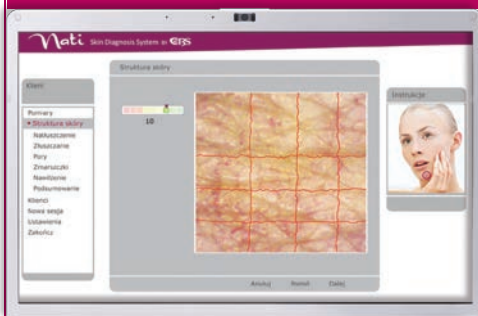 Nati Skin Diagnosis System BY CBS
Struktura skóry
Klient
Pomiary
Struktura skóry
Natłuszczenie
Złuszczanie
Pory
Zmarszczki
Nawilżenie
Podsumowanie
Klienci
Nowa sesja
Ustawienia
Zakończ
10
Instrukcje
Anuluj Pomoń Dalej